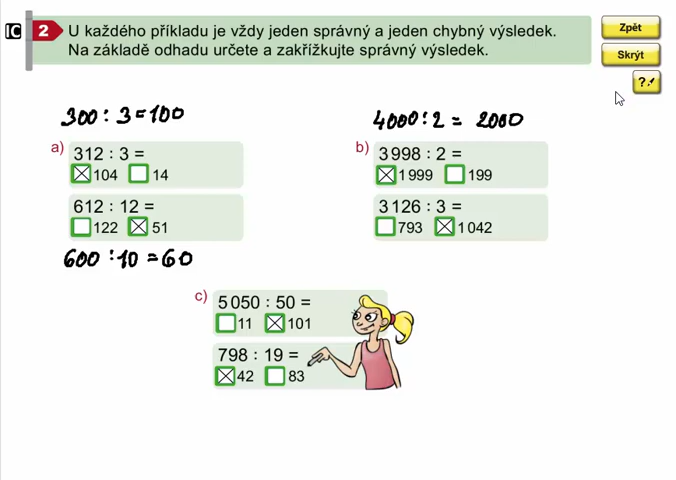 IC 2 U každého příkladu je vždy jeden správný a jeden chybný výsledek.
Na základě odhadu určete a zakřížkujte správný výsledek.
Zpět
Skrýt
?
300 : 3 = 100
a) 312 : 3 =
104 14
612 : 12 =
122 51
600 : 10 = 60
4000 : 2 = 2000
b) 3 998 : 2 =
1 999 199
3 126 : 3 =
793 1 042
c) 5 050 : 50 =
11 101
798 : 19 =
42 83